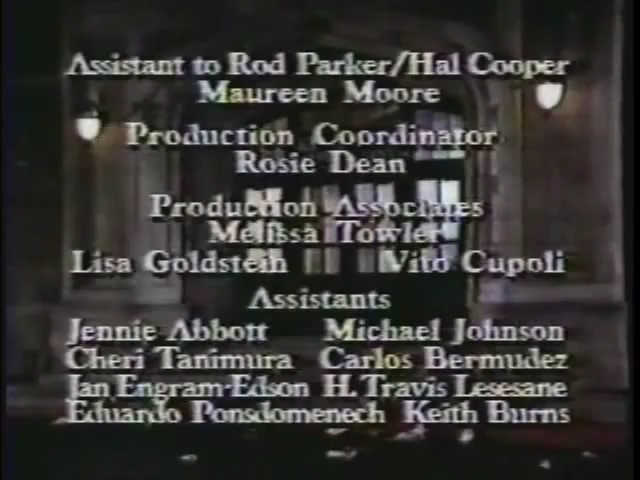 Assistant to Rod Parker/Hal Cooper
Maureen Moore
Production Coordinator
Rosie Dean
Production Associates
Melissa Towler
Lisa Goldstein Vito Cupoli
Assistants
Jennie Abbott Michael Johnson
Cheri Tanimura Carlos Bermudez
Jan Engram-Edson H. Travis Lesesane
Eduardo Ponsdomenech Keith Burns